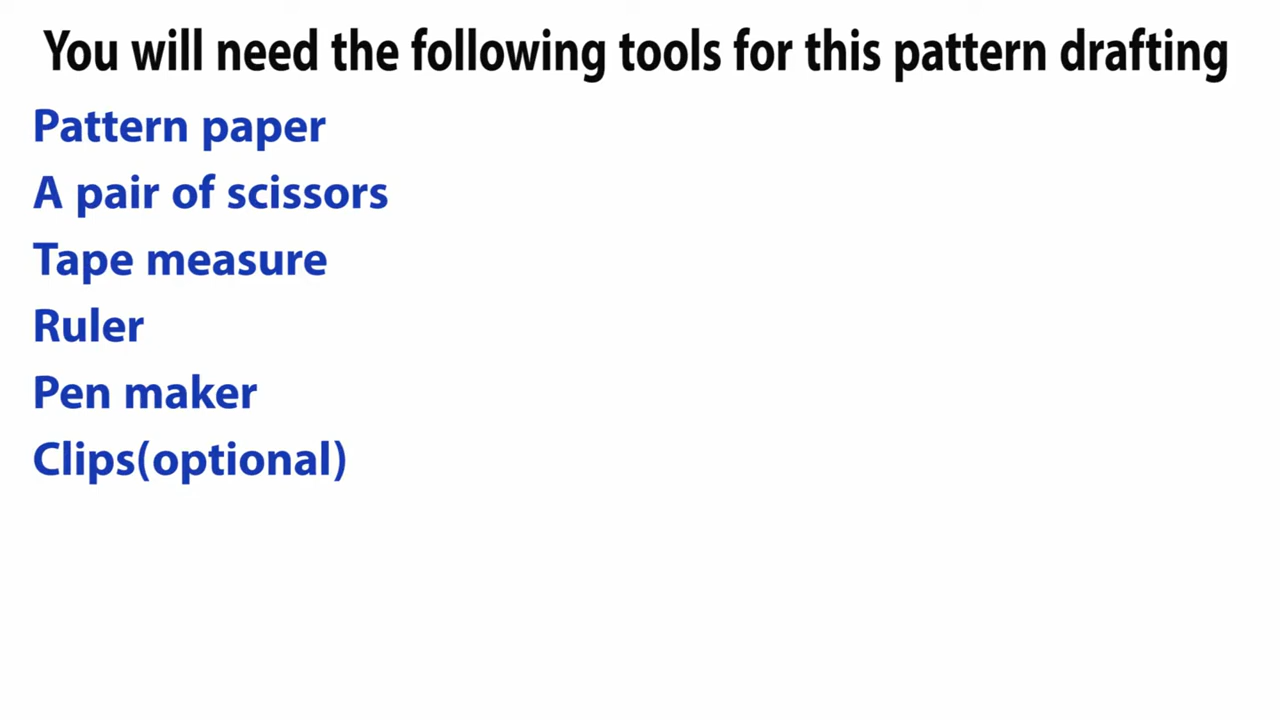 You will need the following tools for this pattern drafting
Pattern paper
A pair of scissors
Tape measure
Ruler
Pen maker
Clips(optional)